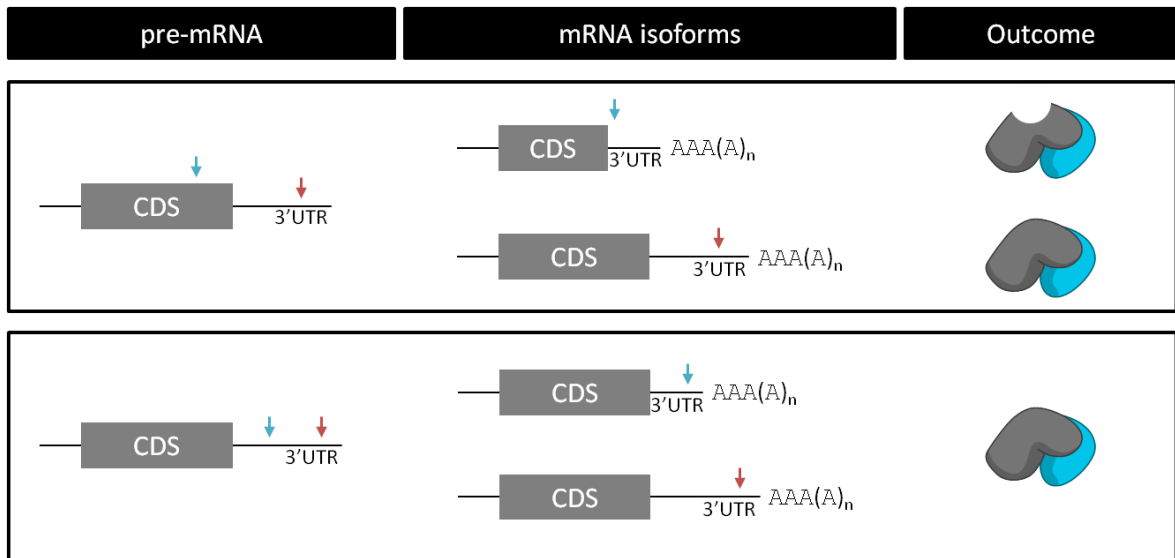 pre-mRNA
mRNA isoforms
Outcome
CDS
3'UTR
CDS
3'UTR
AAA(A)n
CDS
3'UTR
AAA(A)n
CDS
3'UTR
CDS
3'UTR
AAA(A)n
CDS
3'UTR
AAA(A)n